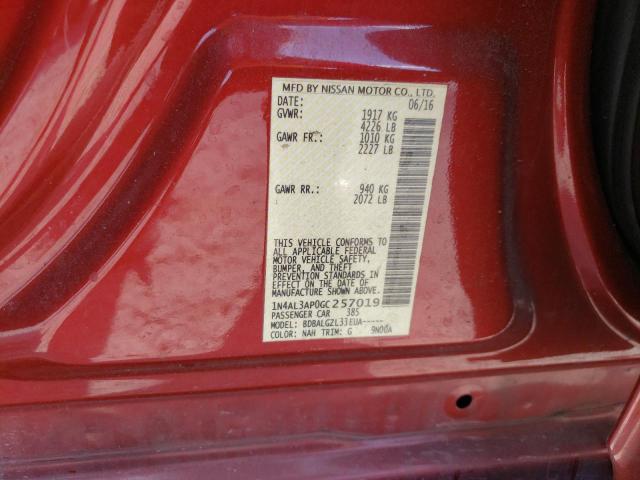 MFD BY NISSAN MOTOR CO., LTD.
DATE: 06/16
GVWR: 1917 KG
4226 LB
GAWR FR.: 1010 KG
2227 LB
GAWR RR.: 940 KG
2072 LB
THIS VEHICLE CONFORMS TO
ALL APPLICABLE FEDERAL
MOTOR VEHICLE SAFETY,
BUMPER, AND THEFT
PREVENTION STANDARDS IN
EFFECT ON THE DATE OF
MANUFACTURE SHOWN ABOVE.
1N4AL3AP0GC257019
PASSENGER CAR 385
MODEL: BDBALGZL33EUA-----
COLOR: NAH TRIM: G 9N00A